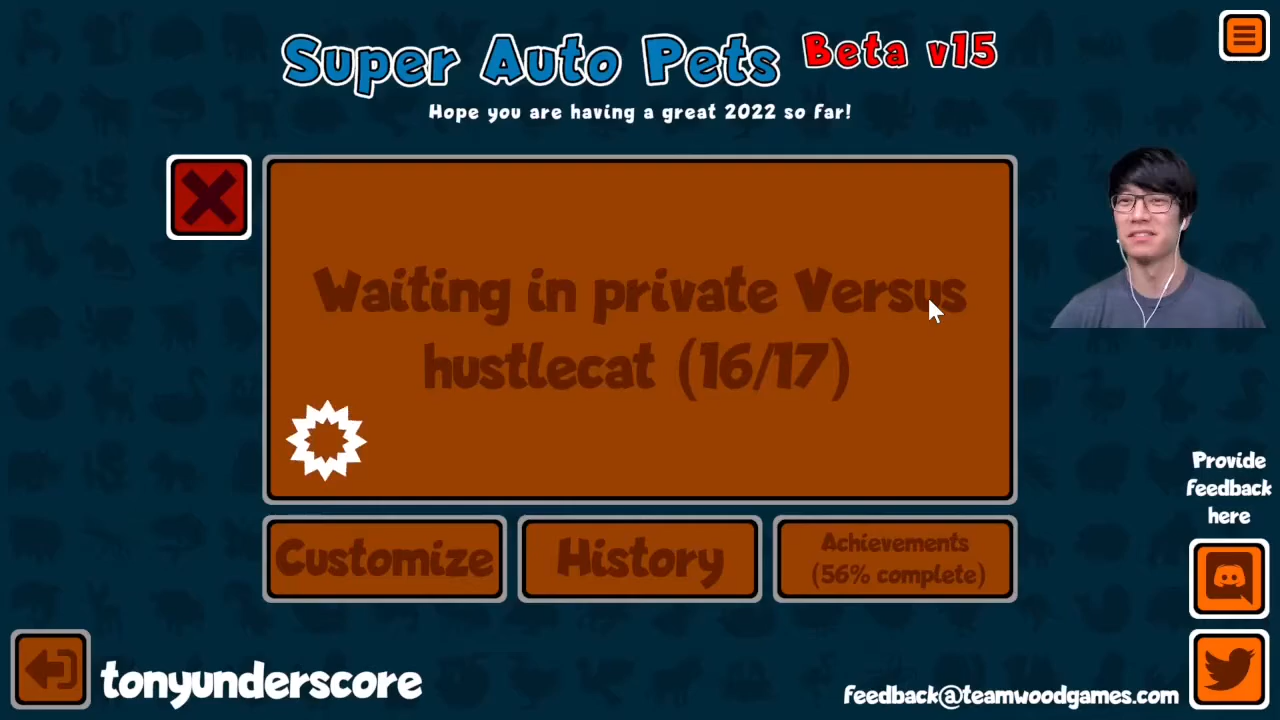 Super Auto Pets Beta v15
Hope you are having a great 2022 so far!
Waiting in private Versus
hustlecat (16/17)
Customize
History
Achievements
(56% complete)
Provide
feedback
here
tonyunderscore
feedback@teamwoodgames.com